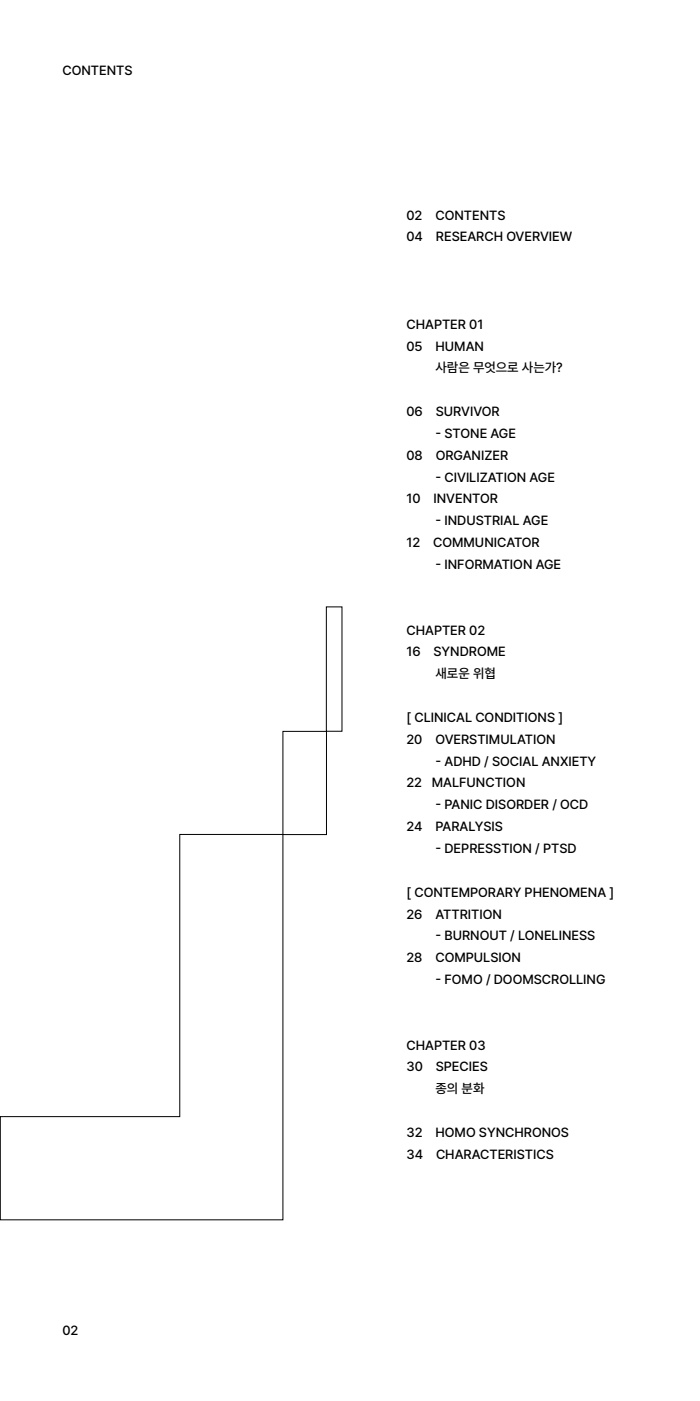 CONTENTS
02 CONTENTS
04 RESEARCH OVERVIEW
CHAPTER 01
05 HUMAN
사람은 무엇으로 사는가?
06 SURVIVOR
- STONE AGE
08 ORGANIZER
- CIVILIZATION AGE
10 INVENTOR
- INDUSTRIAL AGE
12 COMMUNICATOR
- INFORMATION AGE
CHAPTER 02
16 SYNDROME
새로운 위협
[ CLINICAL CONDITIONS ]
20 OVERSTIMULATION
- ADHD / SOCIAL ANXIETY
22 MALFUNCTION
- PANIC DISORDER / OCD
24 PARALYSIS
- DEPRESSTION / PTSD
[ CONTEMPORARY PHENOMENA ]
26 ATTRITION
- BURNOUT / LONELINESS
28 COMPULSION
- FOMO / DOOMSCROLLING
CHAPTER 03
30 SPECIES
종의 분화
32 HOMO SYNCHRONOS
34 CHARACTERISTICS
02